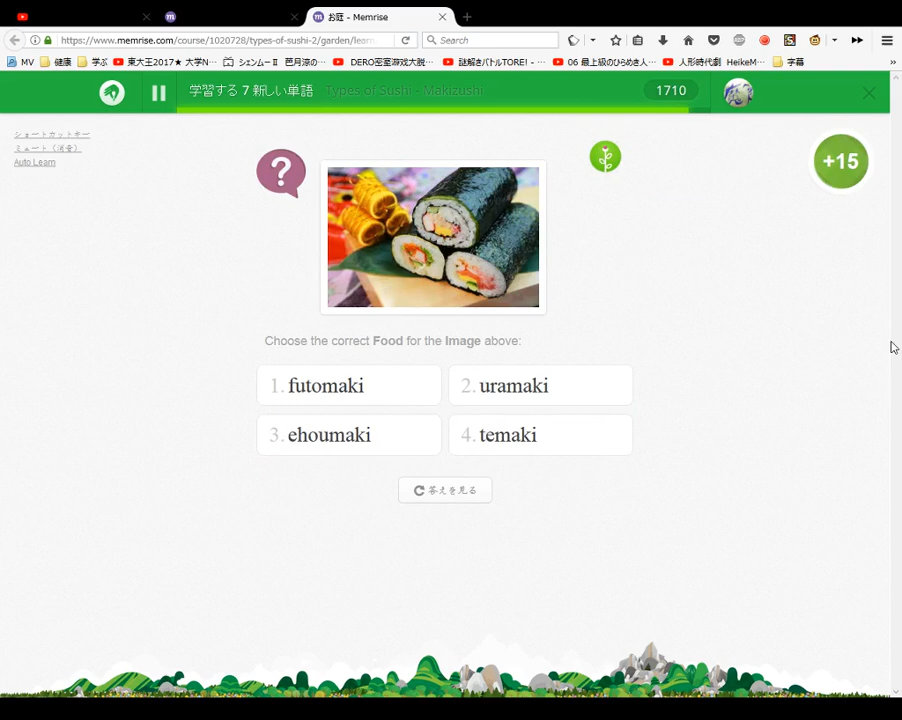 お庭 - Memrise
https://www.memrise.com/course/1020728/types-of-sushi-2/garden/learn
Search
MV
健康
学ぶ
東大王2017★ 大学N…
シェンムーⅡ 芭月涼の…
DERO密室游戏大脱…
謎解きバトルTORE! - …
06 最上級のひらめき人…
人形時代劇 HeikeM…
字幕
学習する 7 新しい単語 Types of Sushi - Makizushi
1710
ショートカットキー
ミュート（消音）
Auto Learn
+15
Choose the correct Food for the Image above:
1. futomaki
2. uramaki
3. ehoumaki
4. temaki
答えを見る